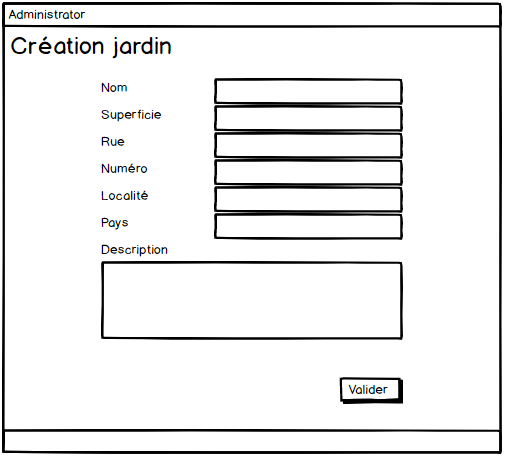 Administrator
Création jardin
Nom
Superficie
Rue
Numéro
Localité
Pays
Description
Valider